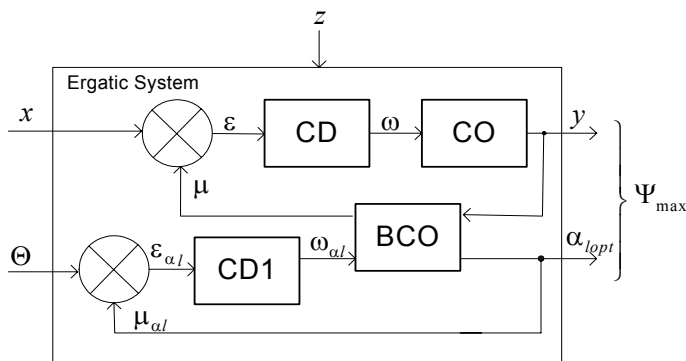 z
Ergatic System
x
ε
CD
ω
CO
y
μ
Ψmax
BCO
Θ
εαl
CD1
ωαl
αlopt
μαl